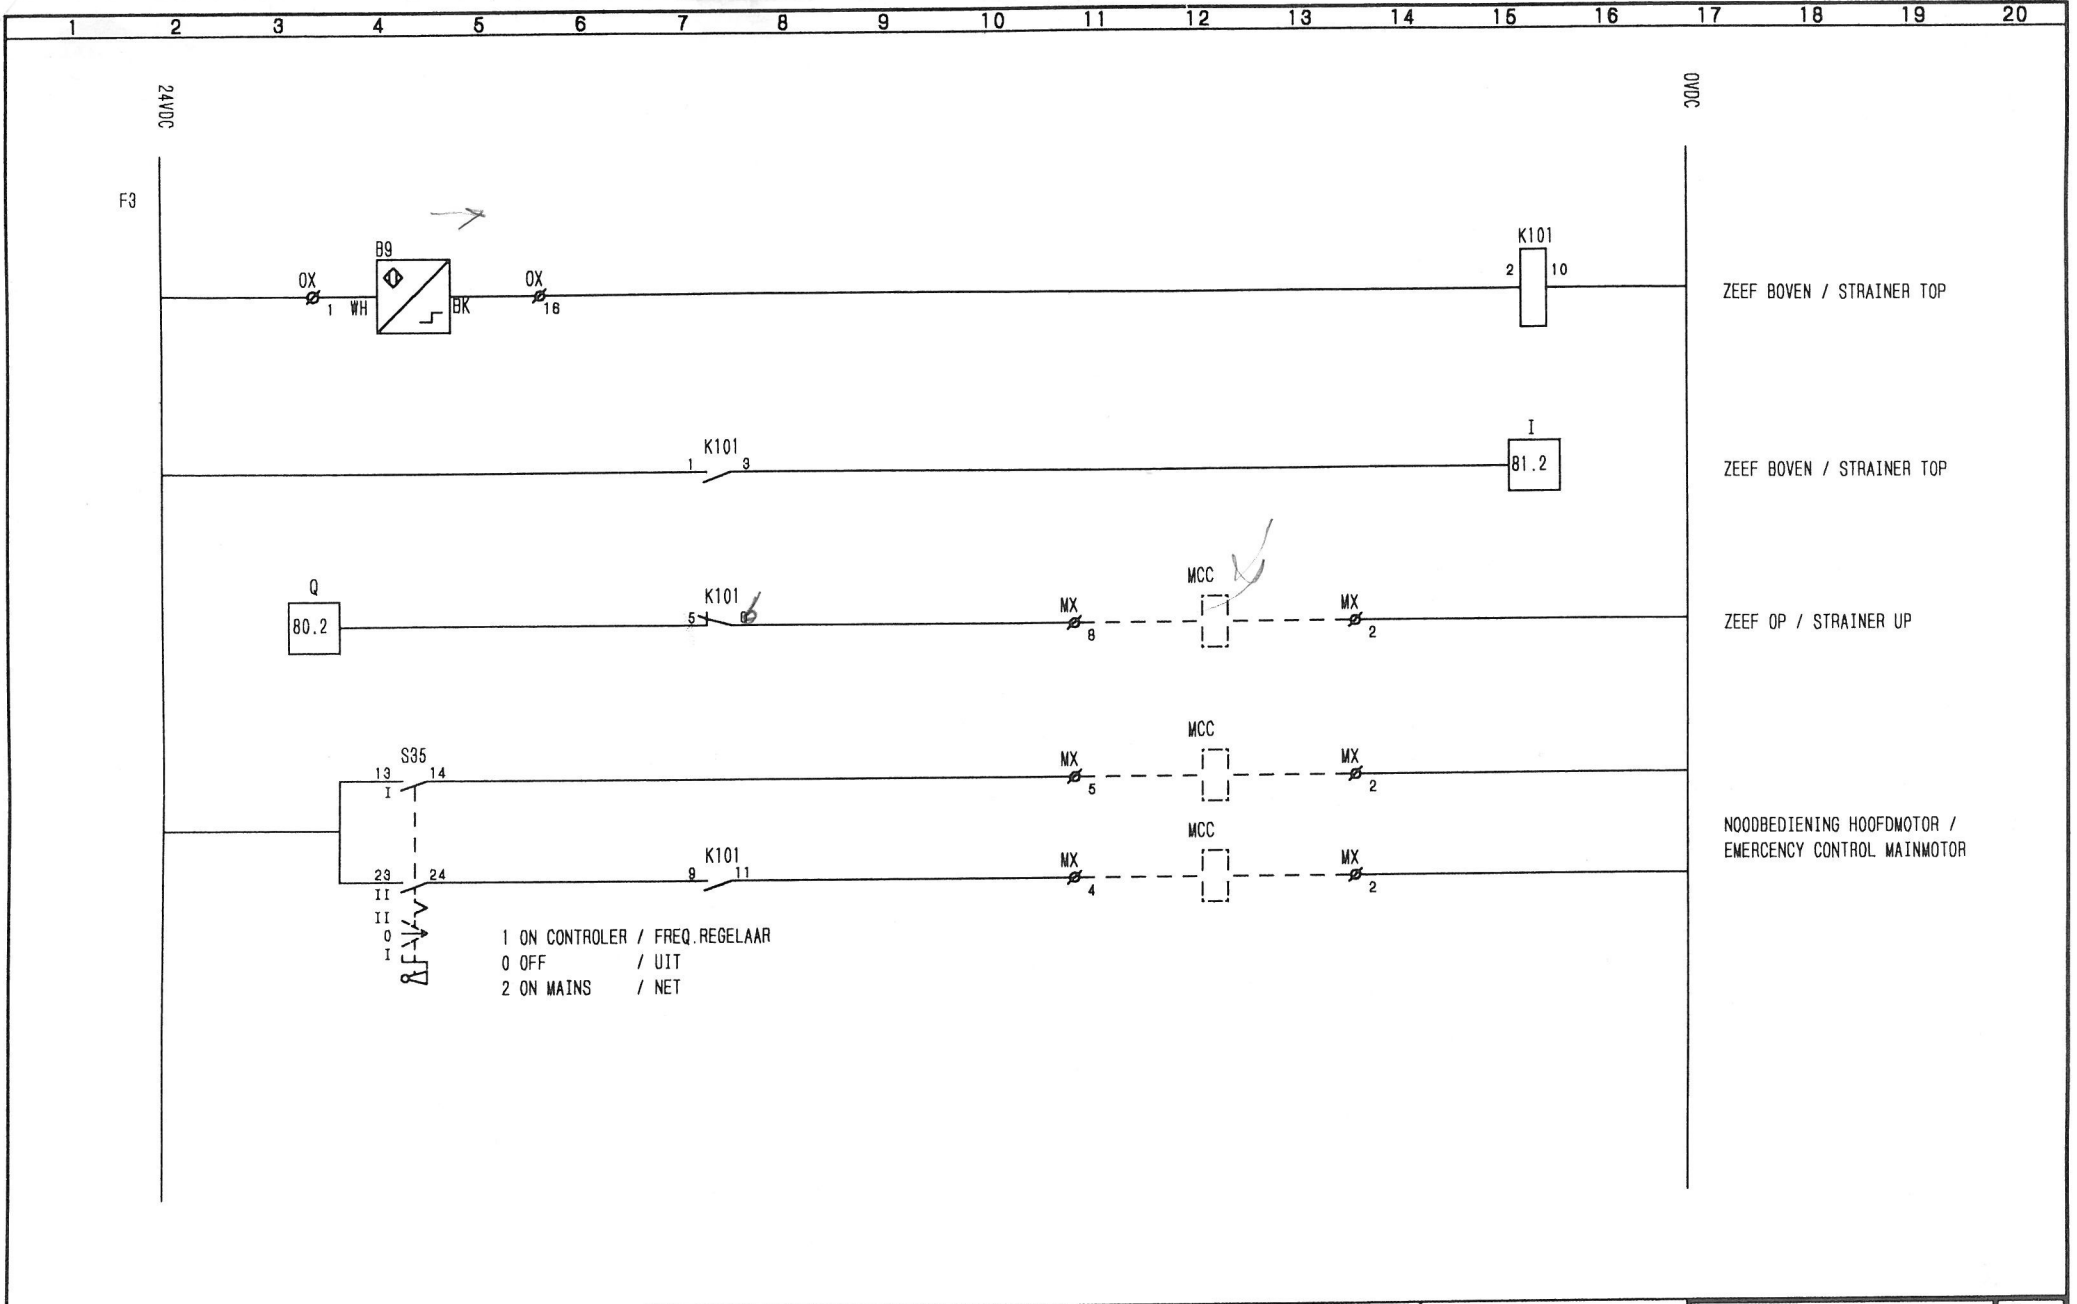 1 2 3 4 5 6 7 8 9 10 11 12 13 14 15 16 17 18 19 20
24VDC
0VDC
F3
B9
OX
1
WH
BK
OX
16
K101
2
10
ZEEF BOVEN / STRAINER TOP
K101
1
3
I
81.2
ZEEF BOVEN / STRAINER TOP
Q
80.2
K101
5
6
MX
8
MCC
MX
2
ZEEF OP / STRAINER UP
S35
13
14
I
MX
5
MCC
MX
2
23
24
II
K101
9
11
MX
4
MCC
MX
2
NOODBEDIENING HOOFDMOTOR /
EMERCENCY CONTROL MAINMOTOR
II
0
I
1 ON CONTROLER / FREQ.REGELAAR
0 OFF / UIT
2 ON MAINS / NET